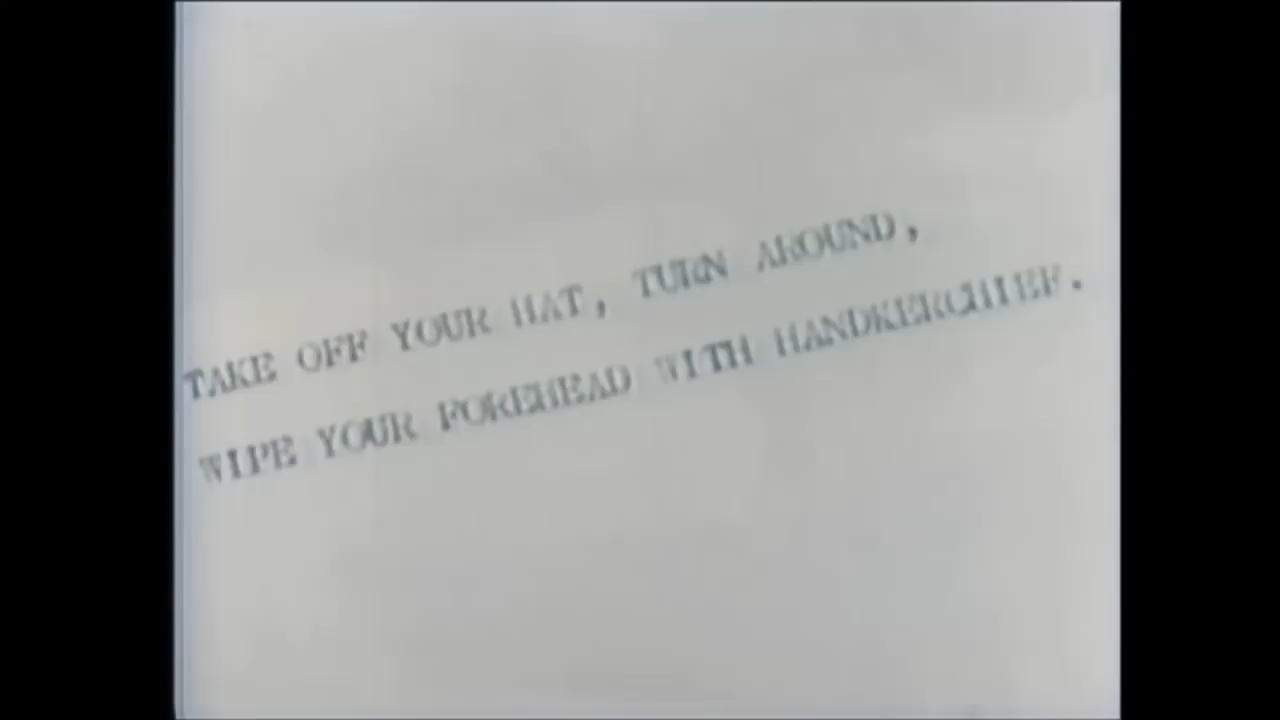 TAKE OFF YOUR HAT, TURN AROUND,
WIPE YOUR FOREHEAD WITH HANDKERCHIEF.